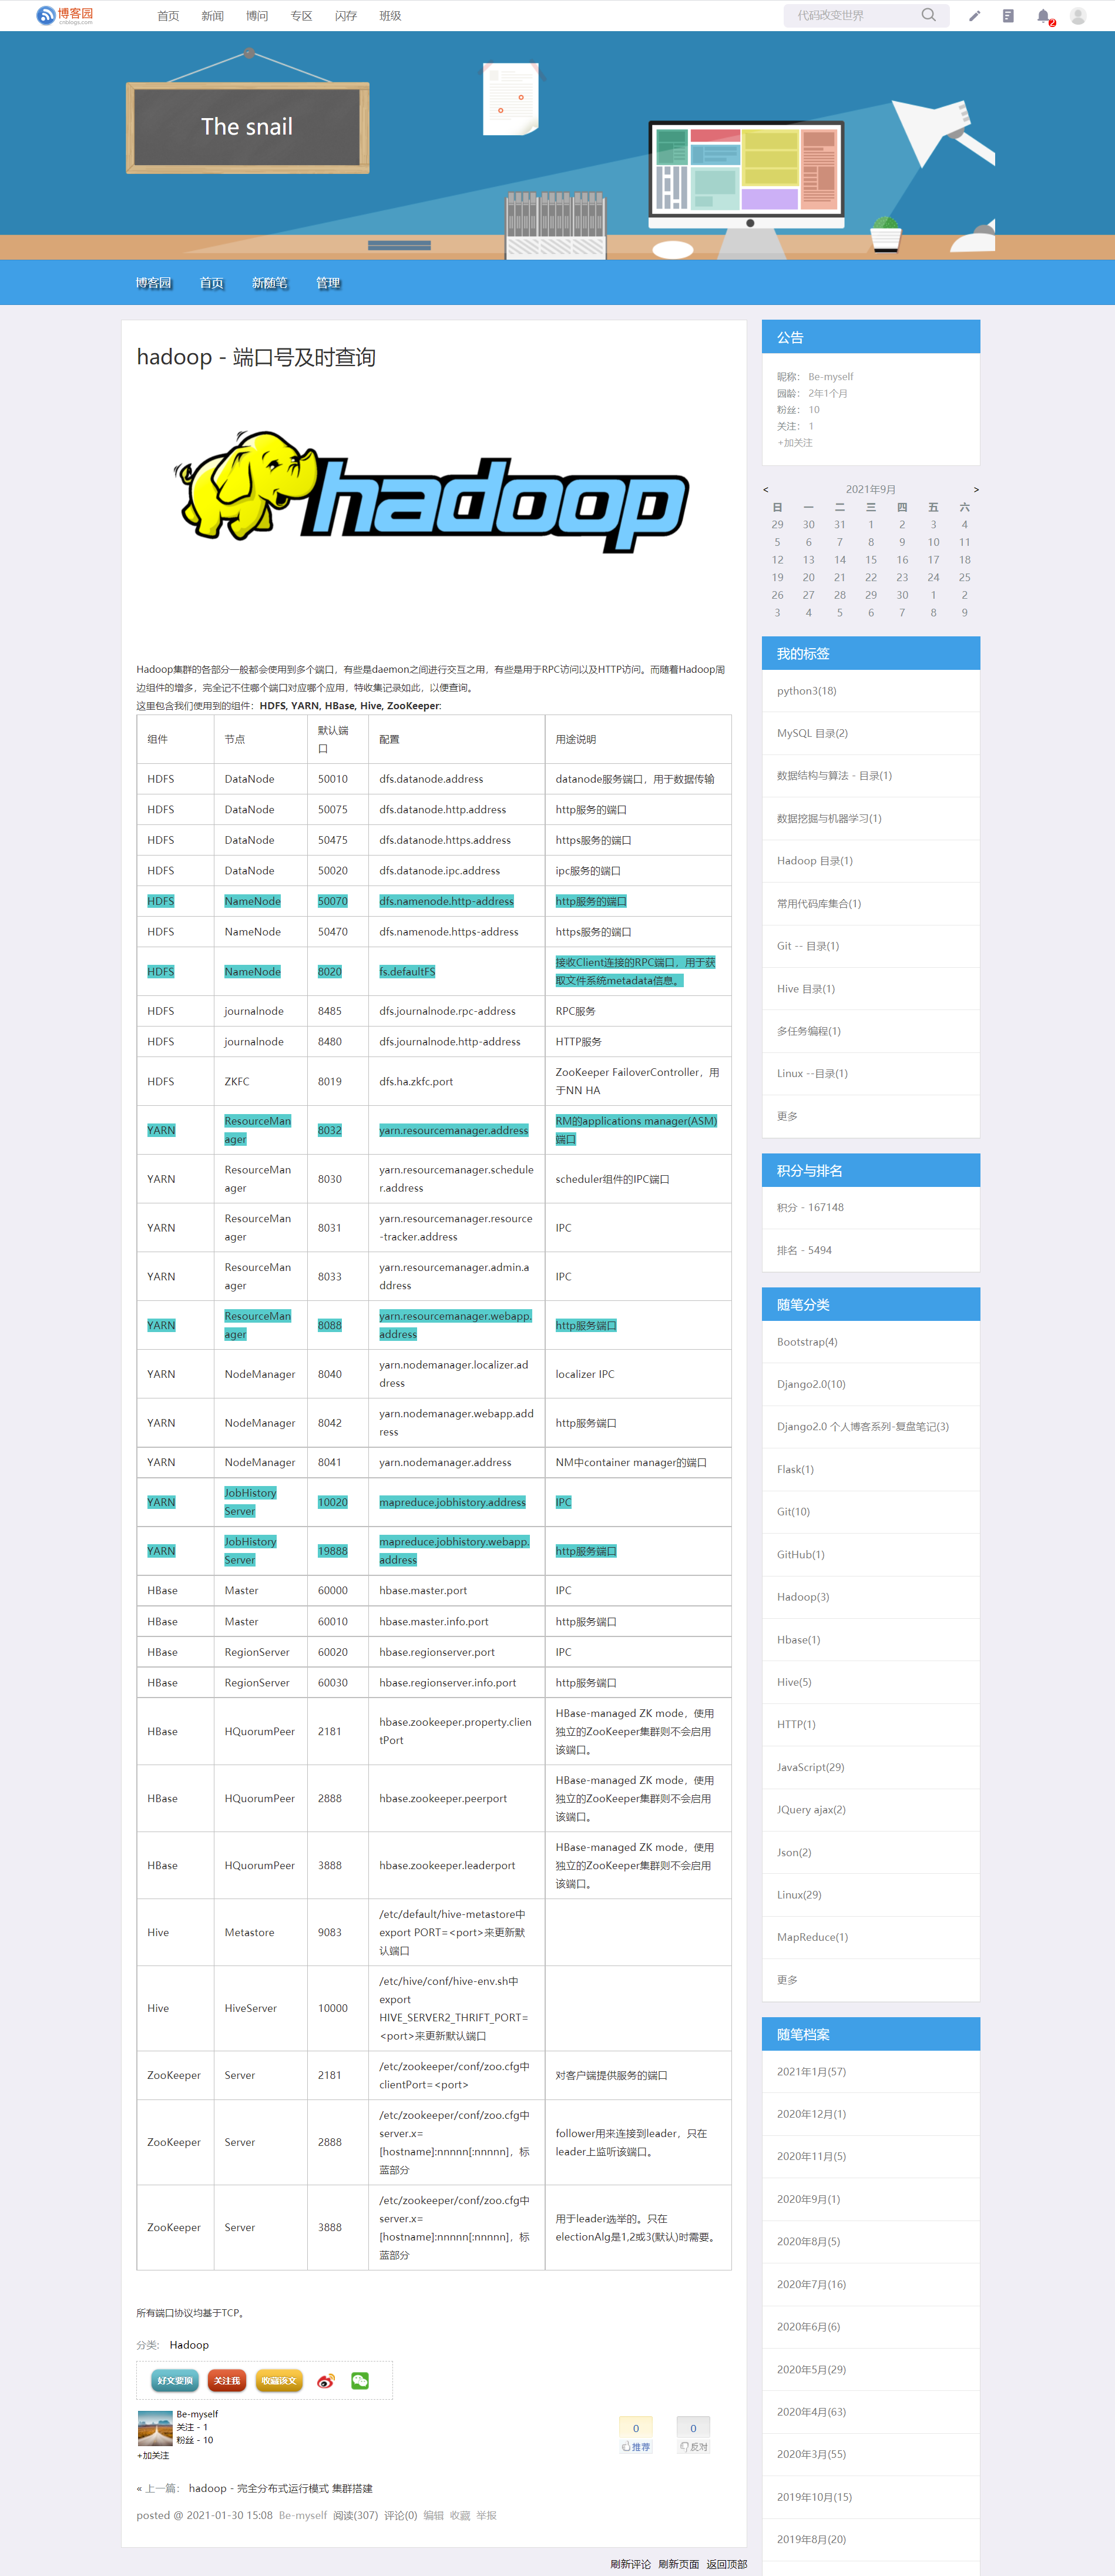 博客园
cnblogs.com
首页 新闻 博问 专区 闪存 班级
代码改变世界
2
The snail
博客园 首页 新随笔 管理
hadoop - 端口号及时查询
hadoop
Hadoop集群的各部分一般都会使用到多个端口，有些是daemon之间进行交互之用，有些是用于RPC访问以及HTTP访问。而随着Hadoop周
边组件的增多，完全记不住哪个端口对应哪个应用，特收集记录如此，以便查询。
这里包含我们使用到的组件：HDFS, YARN, HBase, Hive, ZooKeeper:
组件 节点 默认端口 配置 用途说明
HDFS DataNode 50010 dfs.datanode.address datanode服务端口，用于数据传输
HDFS DataNode 50075 dfs.datanode.http.address http服务的端口
HDFS DataNode 50475 dfs.datanode.https.address https服务的端口
HDFS DataNode 50020 dfs.datanode.ipc.address ipc服务的端口
HDFS NameNode 50070 dfs.namenode.http-address http服务的端口
HDFS NameNode 50470 dfs.namenode.https-address https服务的端口
HDFS NameNode 8020 fs.defaultFS 接收Client连接的RPC端口，用于获取文件系统metadata信息。
HDFS journalnode 8485 dfs.journalnode.rpc-address RPC服务
HDFS journalnode 8480 dfs.journalnode.http-address HTTP服务
HDFS ZKFC 8019 dfs.ha.zkfc.port ZooKeeper FailoverController，用于NN HA
YARN ResourceManager 8032 yarn.resourcemanager.address RM的applications manager(ASM)端口
YARN ResourceManager 8030 yarn.resourcemanager.scheduler.address scheduler组件的IPC端口
YARN ResourceManager 8031 yarn.resourcemanager.resource-tracker.address IPC
YARN ResourceManager 8033 yarn.resourcemanager.admin.address IPC
YARN ResourceManager 8088 yarn.resourcemanager.webapp.address http服务端口
YARN NodeManager 8040 yarn.nodemanager.localizer.address localizer IPC
YARN NodeManager 8042 yarn.nodemanager.webapp.address http服务端口
YARN NodeManager 8041 yarn.nodemanager.address NM中container manager的端口
YARN JobHistory Server 10020 mapreduce.jobhistory.address IPC
YARN JobHistory Server 19888 mapreduce.jobhistory.webapp.address http服务端口
HBase Master 60000 hbase.master.port IPC
HBase Master 60010 hbase.master.info.port http服务端口
HBase RegionServer 60020 hbase.regionserver.port IPC
HBase RegionServer 60030 hbase.regionserver.info.port http服务端口
HBase HQuorumPeer 2181 hbase.zookeeper.property.clientPort HBase-managed ZK mode，使用独立的ZooKeeper集群则不会启用该端口。
HBase HQuorumPeer 2888 hbase.zookeeper.peerport HBase-managed ZK mode，使用独立的ZooKeeper集群则不会启用该端口。
HBase HQuorumPeer 3888 hbase.zookeeper.leaderport HBase-managed ZK mode，使用独立的ZooKeeper集群则不会启用该端口。
Hive Metastore 9083 /etc/default/hive-metastore中export PORT=<port>来更新默认端口
Hive HiveServer 10000 /etc/hive/conf/hive-env.sh中export HIVE_SERVER2_THRIFT_PORT=<port>来更新默认端口
ZooKeeper Server 2181 /etc/zookeeper/conf/zoo.cfg中clientPort=<port> 对客户端提供服务的端口
ZooKeeper Server 2888 /etc/zookeeper/conf/zoo.cfg中server.x=[hostname]:nnnnn[:nnnnn]，标蓝部分 follower用来连接到leader，只在leader上监听该端口。
ZooKeeper Server 3888 /etc/zookeeper/conf/zoo.cfg中server.x=[hostname]:nnnnn[:nnnnn]，标蓝部分 用于leader选举的。只在electionAlg是1,2或3(默认)时需要。
所有端口协议均基于TCP。
分类: Hadoop
好文要顶 关注我 收藏该文
Be-myself
关注 - 1
粉丝 - 10
+加关注
0 推荐
0 反对
« 上一篇： hadoop - 完全分布式运行模式 集群搭建
posted @ 2021-01-30 15:08 Be-myself 阅读(307) 评论(0) 编辑 收藏 举报
刷新评论 刷新页面 返回顶部
公告
昵称： Be-myself
园龄： 2年1个月
粉丝： 10
关注： 1
+加关注
< 2021年9月 >
日 一 二 三 四 五 六
29 30 31 1 2 3 4
5 6 7 8 9 10 11
12 13 14 15 16 17 18
19 20 21 22 23 24 25
26 27 28 29 30 1 2
3 4 5 6 7 8 9
我的标签
python3(18)
MySQL 目录(2)
数据结构与算法 - 目录(1)
数据挖掘与机器学习(1)
Hadoop 目录(1)
常用代码库集合(1)
Git -- 目录(1)
Hive 目录(1)
多任务编程(1)
Linux --目录(1)
更多
积分与排名
积分 - 167148
排名 - 5494
随笔分类
Bootstrap(4)
Django2.0(10)
Django2.0 个人博客系列-复盘笔记(3)
Flask(1)
Git(10)
GitHub(1)
Hadoop(3)
Hbase(1)
Hive(5)
HTTP(1)
JavaScript(29)
JQuery ajax(2)
Json(2)
Linux(29)
MapReduce(1)
更多
随笔档案
2021年1月(57)
2020年12月(1)
2020年11月(5)
2020年9月(1)
2020年8月(5)
2020年7月(16)
2020年6月(6)
2020年5月(29)
2020年4月(63)
2020年3月(55)
2019年10月(15)
2019年8月(20)